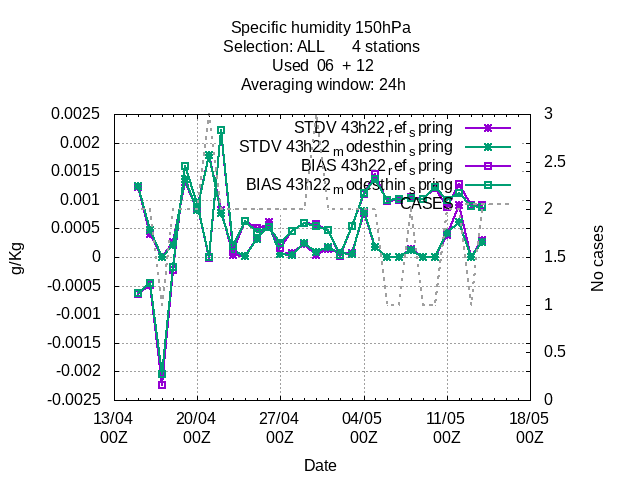 Specific humidity 150hPa
Selection: ALL 4 stations
Used 06 + 12
Averaging window: 24h
0.0025
0.002
0.0015
0.001
0.0005
0
-0.0005
-0.001
-0.0015
-0.002
-0.0025
g/Kg
3
2.5
2
1.5
1
0.5
0
No cases
STDV 43h22_ref_spring
STDV 43h22_modesthin_spring
BIAS 43h22_ref_spring
BIAS 43h22_modesthin_spring
CASES
13/04 20/04 27/04 04/05 11/05 18/05
00Z 00Z 00Z 00Z 00Z 00Z
Date